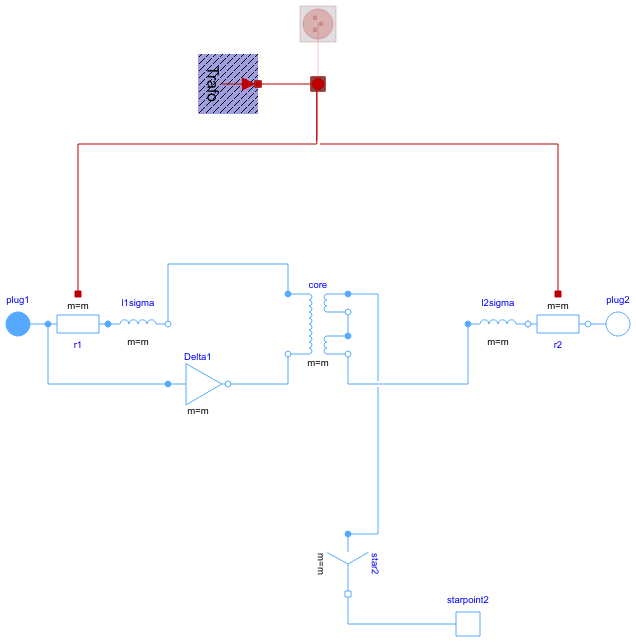 Trafo
core
plug1
m=m
l1sigma
l2sigma
m=m
plug2
r1
m=m
m=m
r2
Delta1
m=m
m=m
m=m
star2
starpoint2